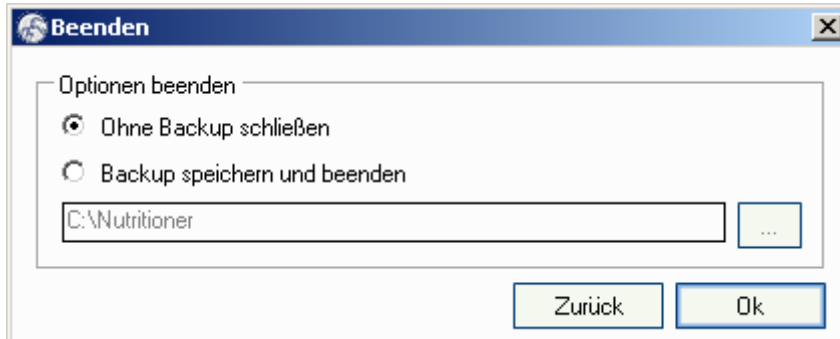 Beenden
Optionen beenden
Ohne Backup schließen
Backup speichern und beenden
C:\Nutritioner
...
Zurück
Ok